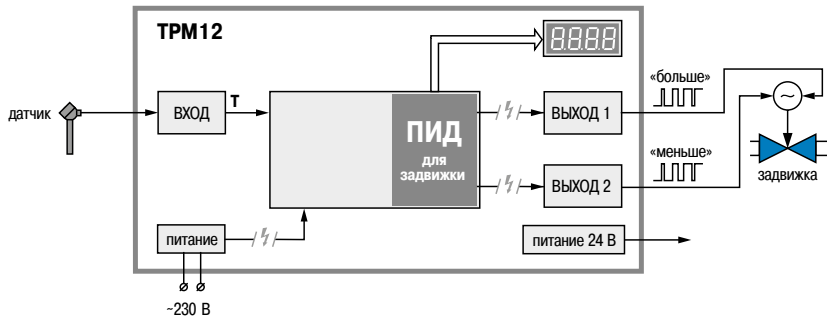 ТРМ12
8.8.8.8
«больше»
датчик
ВХОД
T
ПИД
для
задвижки
ВЫХОД 1
«меньше»
ВЫХОД 2
задвижка
питание
питание 24 В
~230 В